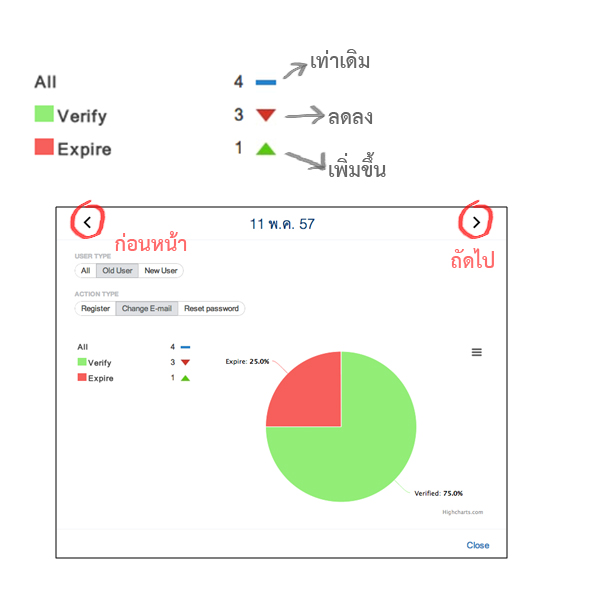 เท่าเดิม
All 4
Verify 3
ลดลง
Expire 1
เพิ่มขึ้น
11 พ.ค. 57
ก่อนหน้า
ถัดไป
USER TYPE
All Old User New User
ACTION TYPE
Register Change E-mail Reset password
All 4
Verify 3
Expire 1
Expire: 25.0%
Verified: 75.0%
Highcharts.com
Close